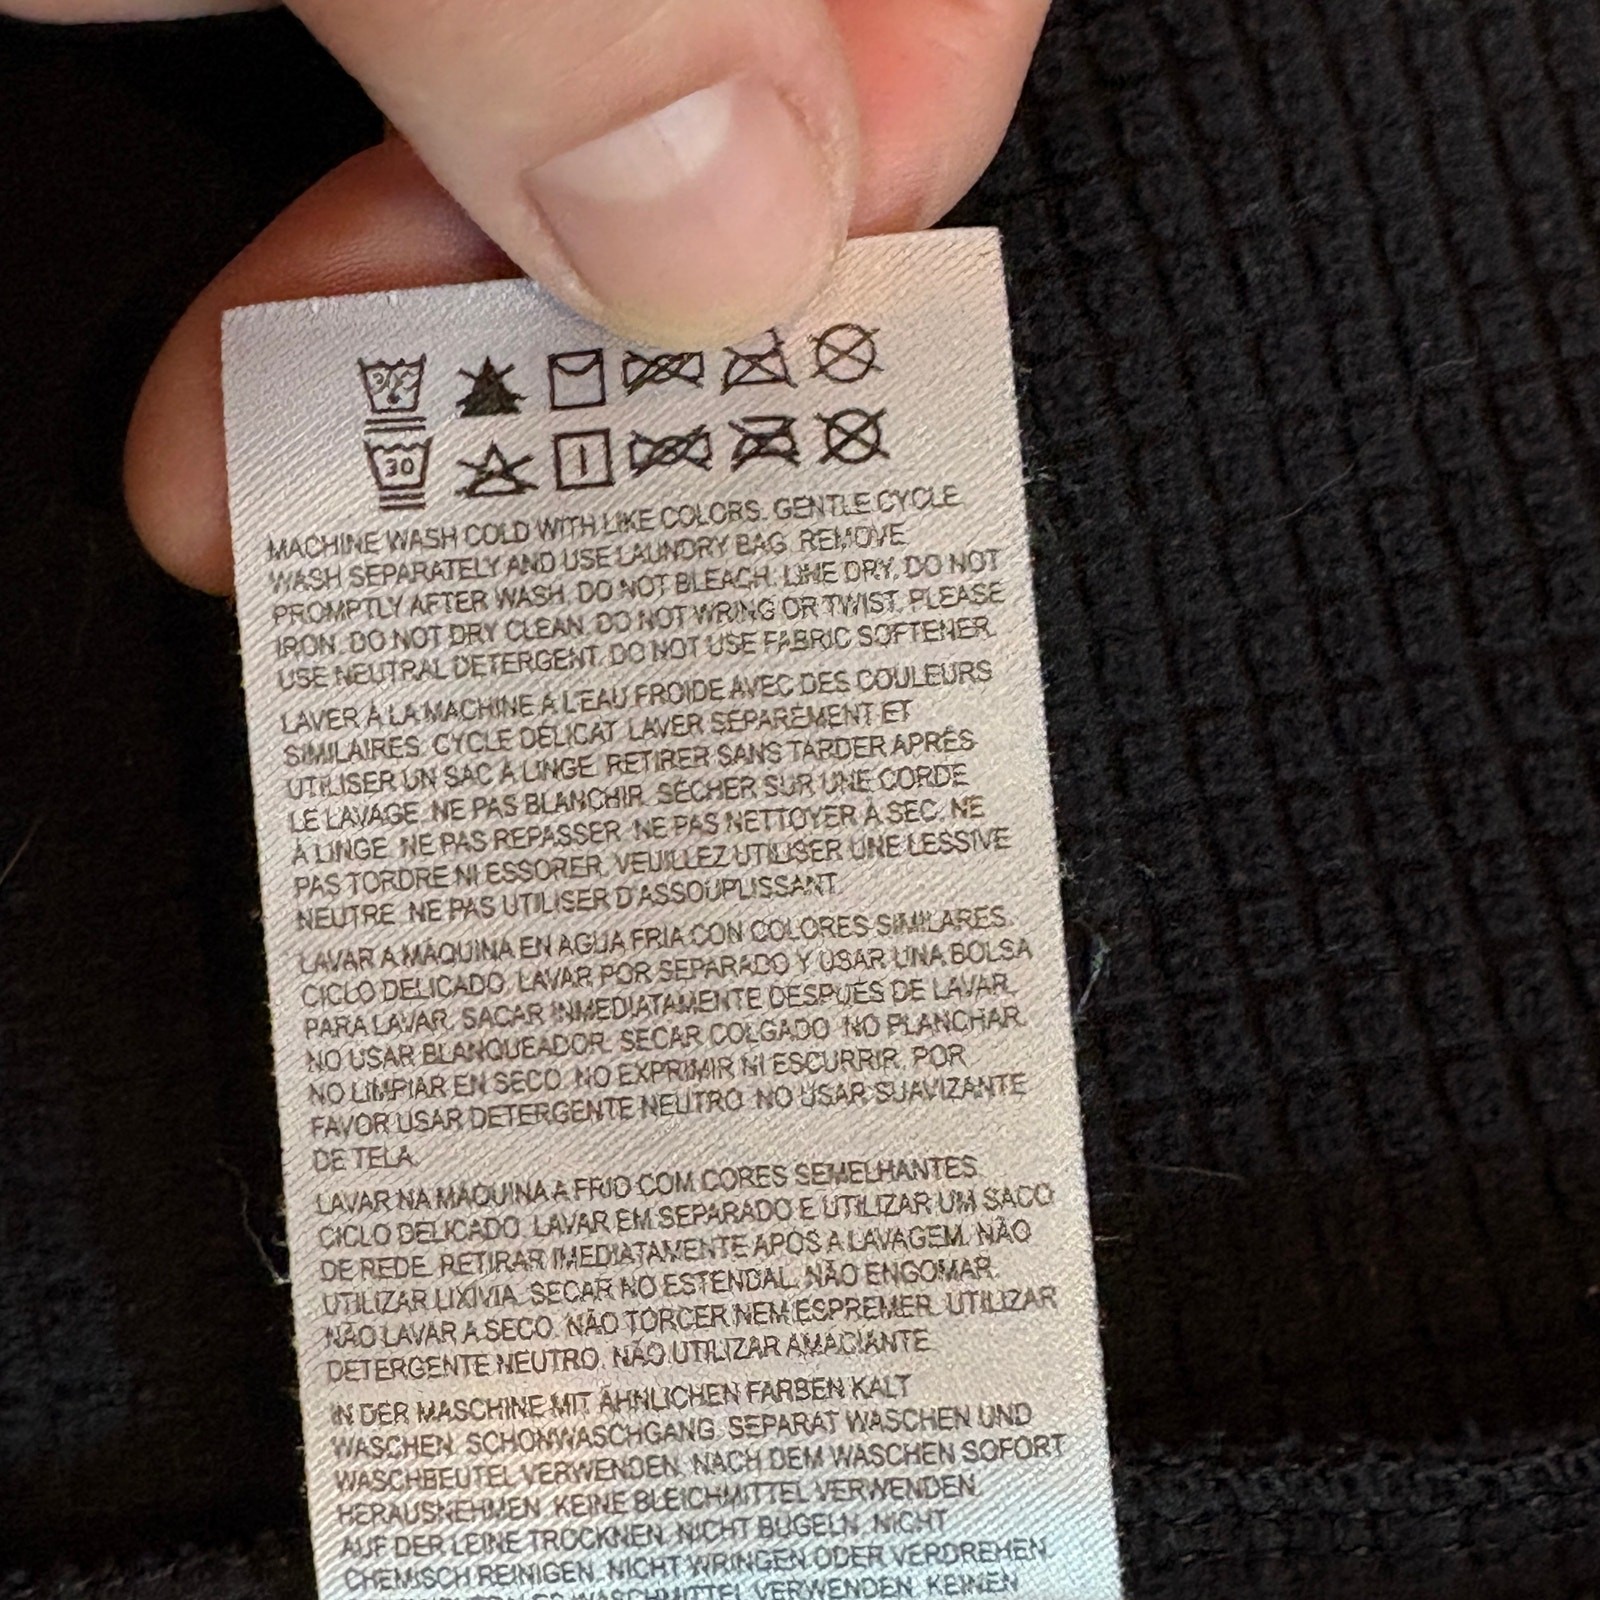 30°C
30
MACHINE WASH COLD WITH LIKE COLORS. GENTLE CYCLE.
WASH SEPARATELY AND USE LAUNDRY BAG. REMOVE
PROMPTLY AFTER WASH. DO NOT BLEACH. LINE DRY. DO NOT
IRON. DO NOT DRY CLEAN. DO NOT WRING OR TWIST. PLEASE
USE NEUTRAL DETERGENT. DO NOT USE FABRIC SOFTENER.
LAVER À LA MACHINE À L'EAU FROIDE AVEC DES COULEURS
SIMILAIRES. CYCLE DÉLICAT. LAVER SÉPARÉMENT ET
UTILISER UN SAC À LINGE. RETIRER SANS TARDER APRÈS
LE LAVAGE. NE PAS BLANCHIR. SÉCHER SUR UNE CORDE
À LINGE. NE PAS REPASSER. NE PAS NETTOYER À SEC. NE
PAS TORDRE NI ESSORER. VEUILLEZ UTILISER UNE LESSIVE
NEUTRE. NE PAS UTILISER D'ASSOUPLISSANT.
LAVAR A MÁQUINA EN AGUA FRIA CON COLORES SIMILARES.
CICLO DELICADO. LAVAR POR SEPARADO Y USAR UNA BOLSA
PARA LAVAR. SACAR INMEDIATAMENTE DESPUÉS DE LAVAR.
NO USAR BLANQUEADOR. SECAR COLGADO. NO PLANCHAR.
NO LIMPIAR EN SECO. NO EXPRIMIR NI ESCURRIR. POR
FAVOR USAR DETERGENTE NEUTRO. NO USAR SUAVIZANTE
DE TELA.
LAVAR NA MÁQUINA A FRIO COM CORES SEMELHANTES.
CICLO DELICADO. LAVAR EM SEPARADO E UTILIZAR UM SACO
DE REDE. RETIRAR IMEDIATAMENTE APÓS A LAVAGEM. NÃO
UTILIZAR LIXÍVIA. SECAR NO ESTENDAL. NÃO ENGOMAR.
NÃO LAVAR A SECO. NÃO TORCER NEM ESPREMER. UTILIZAR
DETERGENTE NEUTRO. NÃO UTILIZAR AMACIANTE.
IN DER MASCHINE MIT ÄHNLICHEN FARBEN KALT
WASCHEN. SCHONWASCHGANG. SEPARAT WASCHEN UND
WASCHBEUTEL VERWENDEN. NACH DEM WASCHEN SOFORT
HERAUSNEHMEN. KEINE BLEICHMITTEL VERWENDEN.
AUF DER LEINE TROCKNEN. NICHT BÜGELN. NICHT
CHEMISCH REINIGEN. NICHT WRINGEN ODER VERDREHEN.
WASCHMITTEL VERWENDEN. KEINEN